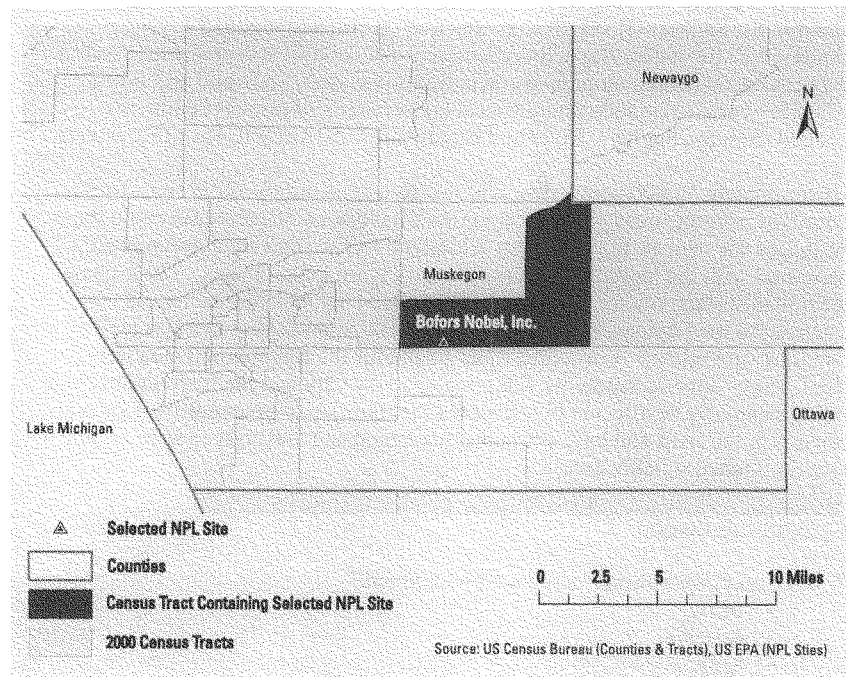 Newaygo
N
Muskegon
Bofors Nobel, Inc.
Lake Michigan
Ottawa
Selected NPL Site
Counties
Census Tract Containing Selected NPL Site
2000 Census Tracts
0 2.5 5 10 Miles
Source: US Census Bureau (Counties & Tracts), US EPA (NPL Sties)